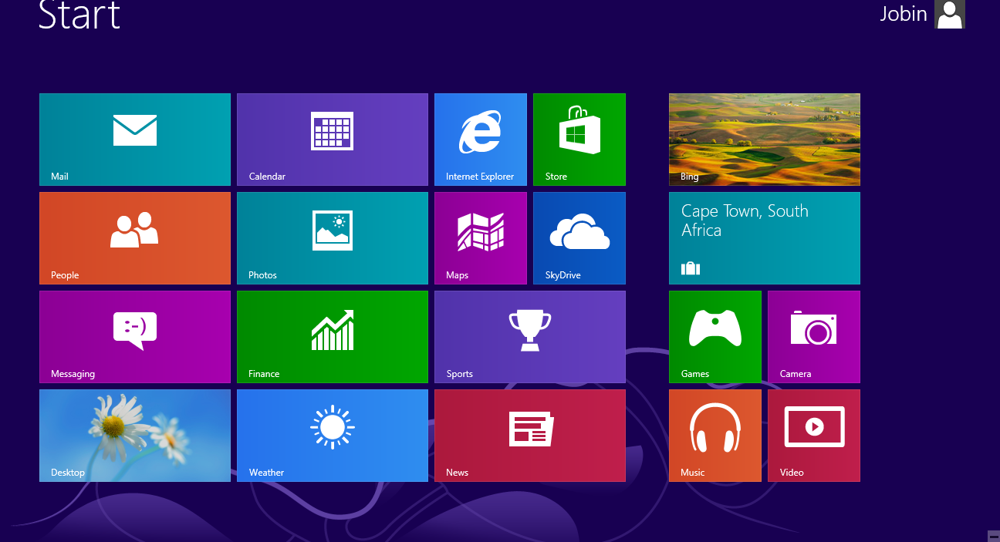 Start
Jobin
Mail
Calendar
Internet Explorer
Store
Bing
People
Photos
Maps
SkyDrive
Cape Town, South
Africa
Messaging
:-)
Finance
Sports
Games
Camera
Desktop
Weather
News
Music
Video